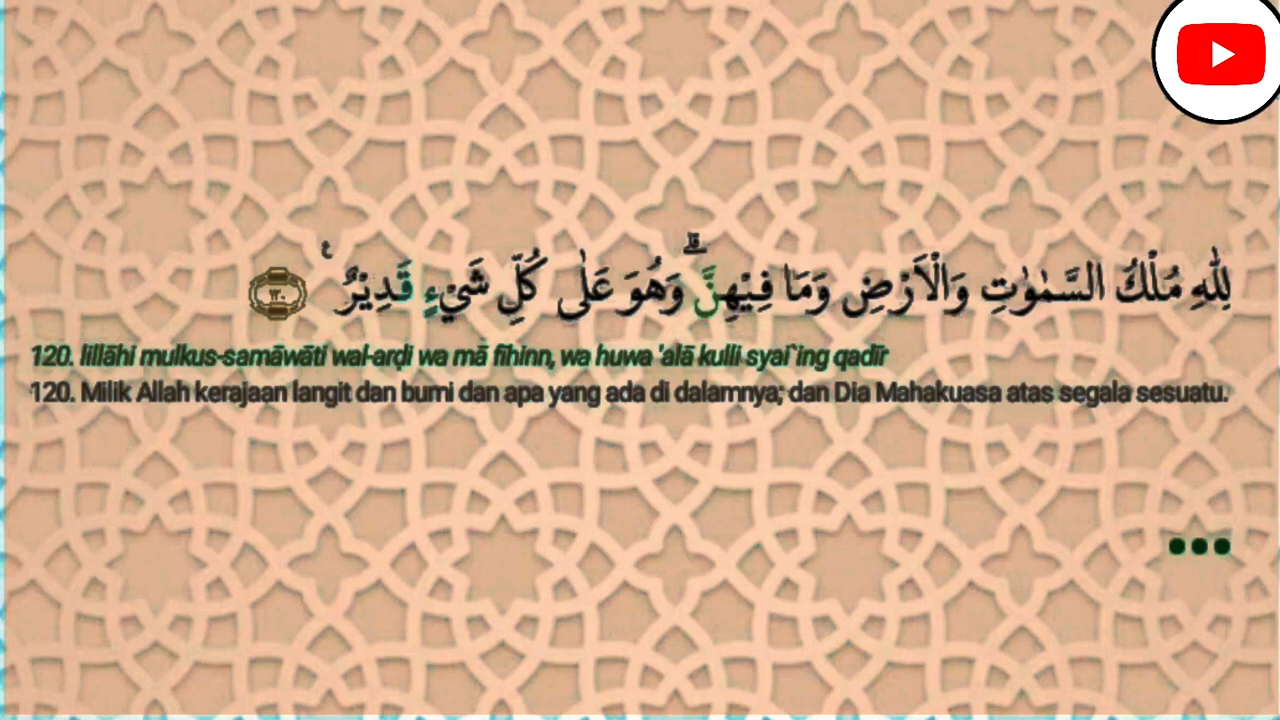 لِلّٰهِ مُلْكُ السَّمٰوٰتِ وَالْاَرْضِ وَمَا فِيْهِنَّ ۗ وَهُوَ عَلٰى كُلِّ شَيْءٍ قَدِيْرٌ ࣖ ١٢٠
120. lillāhi mulkus-samāwāti wal-arḍi wa mā fīhinn, wa huwa 'alā kulli syai`ing qadīr
120. Milik Allah kerajaan langit dan bumi dan apa yang ada di dalamnya; dan Dia Mahakuasa atas segala sesuatu.
•••